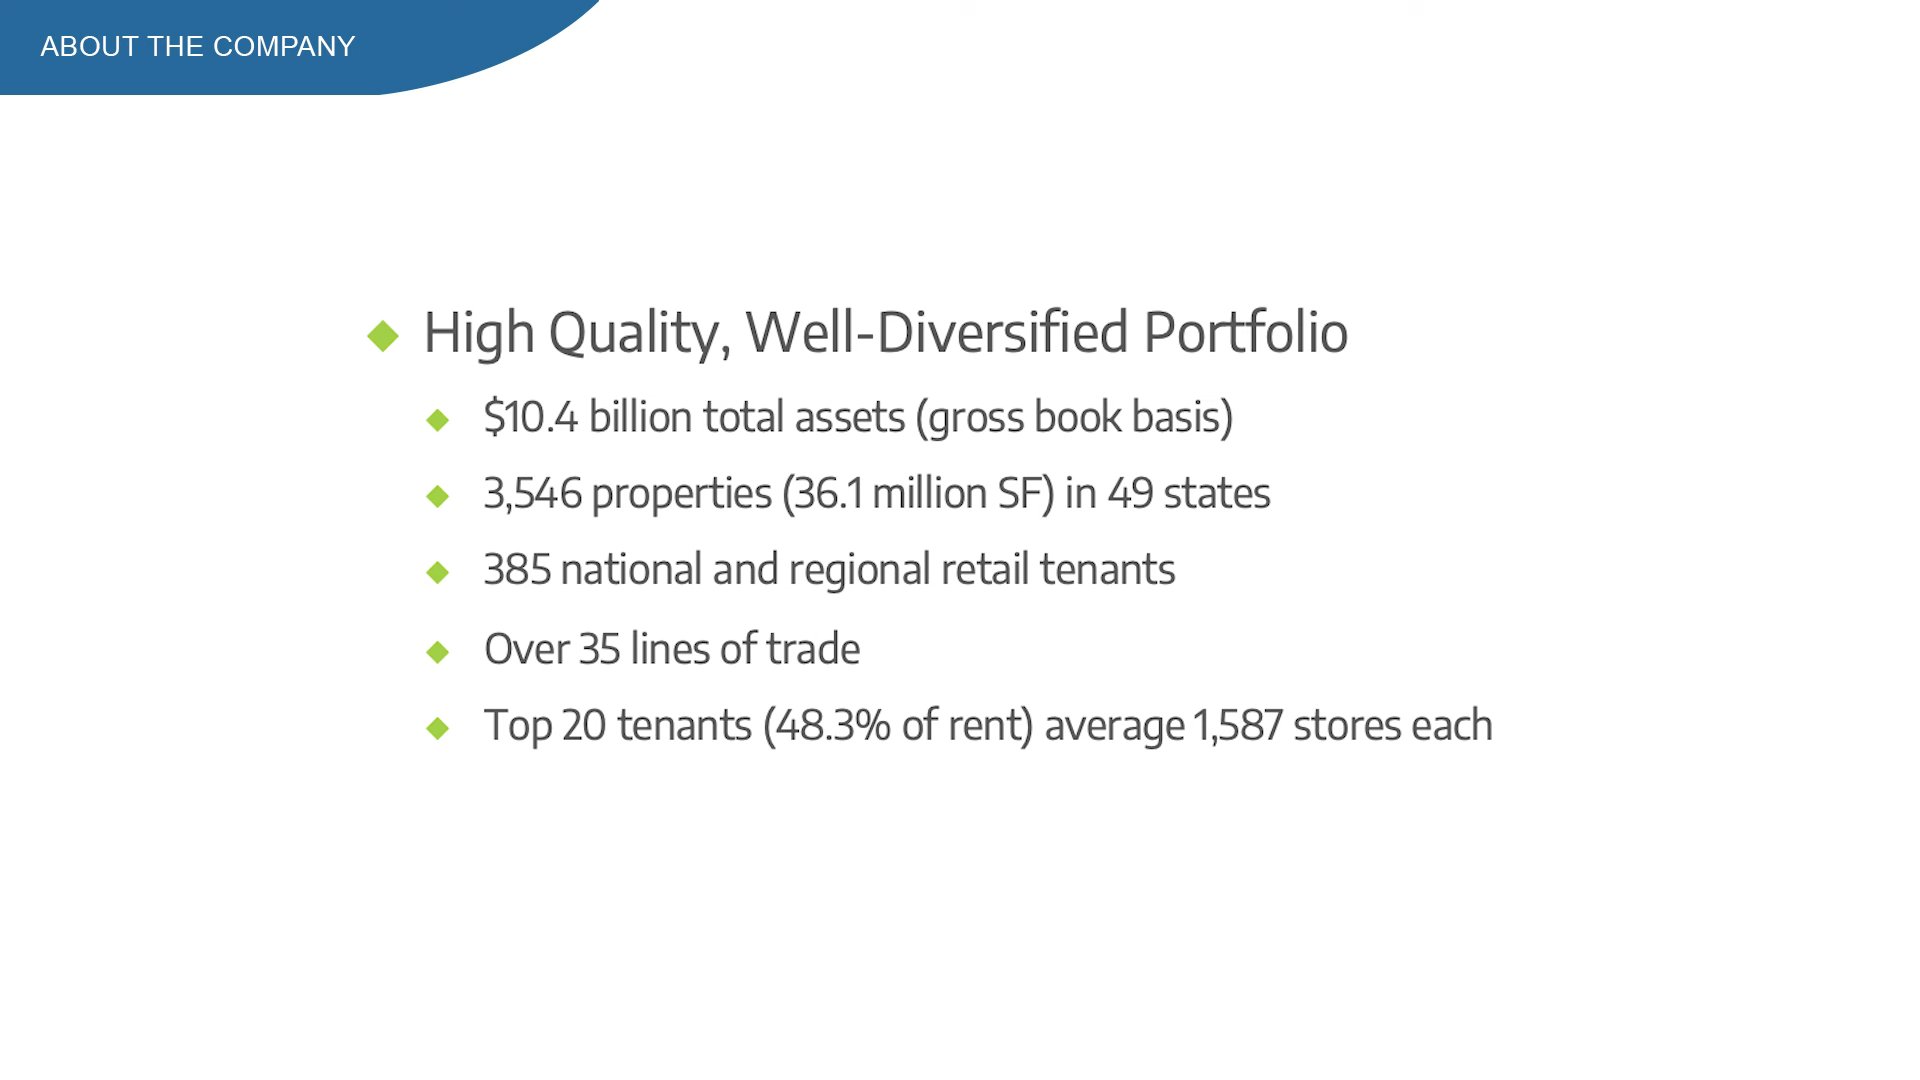 ABOUT THE COMPANY
High Quality, Well-Diversified Portfolio
$10.4 billion total assets (gross book basis)
3,546 properties (36.1 million SF) in 49 states
385 national and regional retail tenants
Over 35 lines of trade
Top 20 tenants (48.3% of rent) average 1,587 stores each